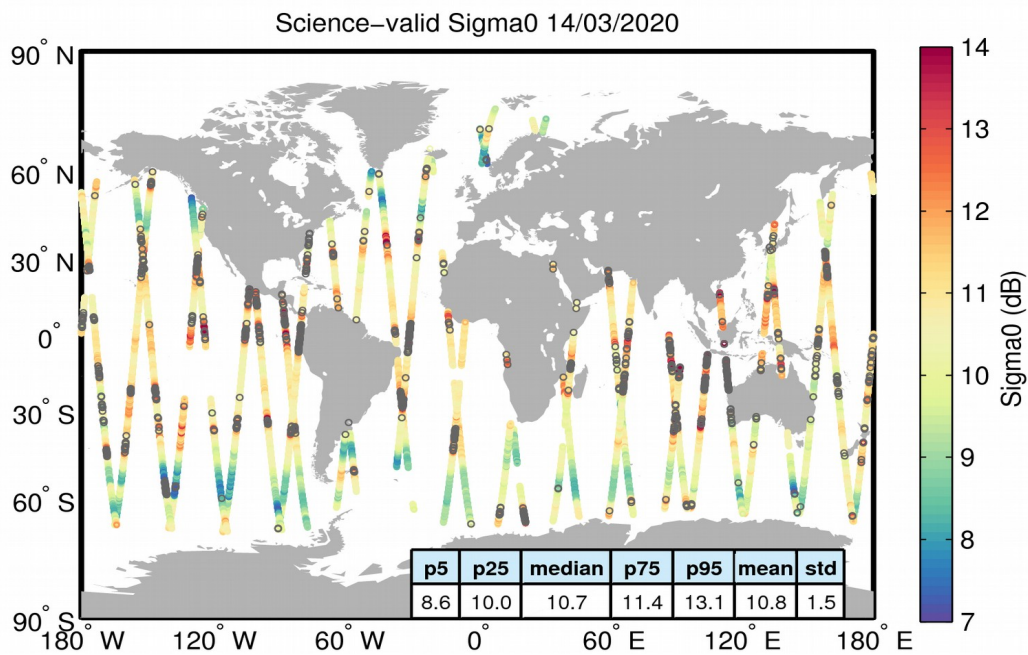 Science−valid Sigma0 14/03/2020
90° N
60° N
30° N
0°
30° S
60° S
90° S
180° W
120° W
60° W
0°
60° E
120° E
180° E
14
13
12
11
10
9
8
7
Sigma0 (dB)
p5 p25 median p75 p95 mean std
8.6 10.0 10.7 11.4 13.1 10.8 1.5